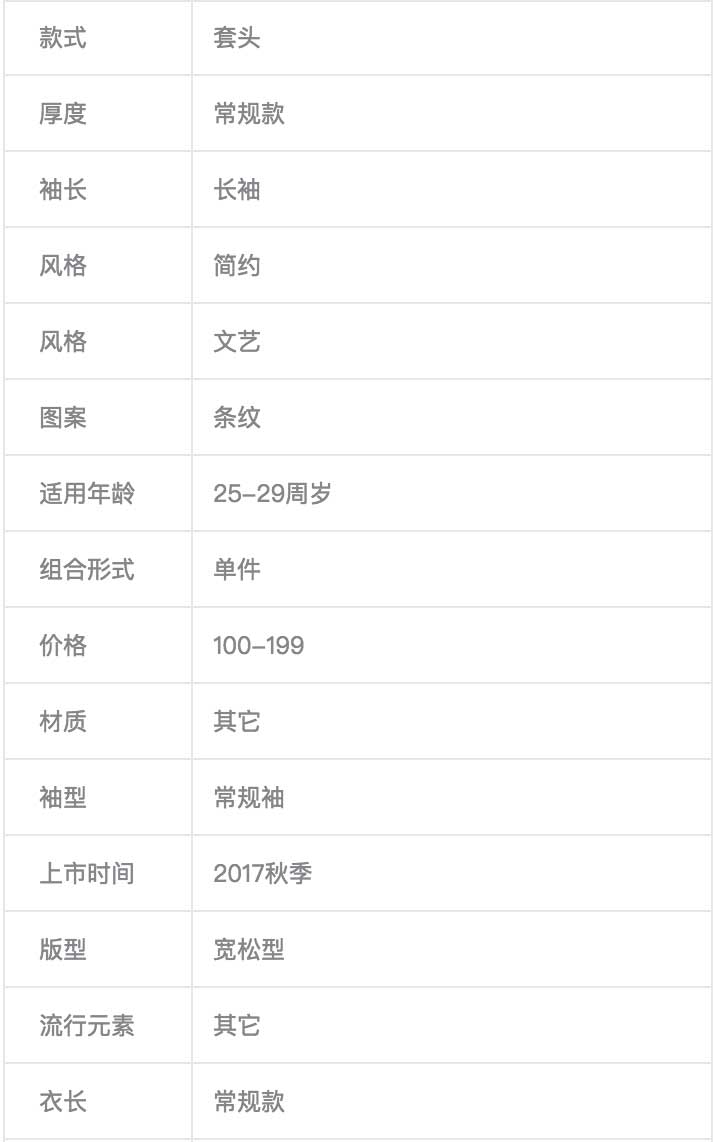 款式 套头
厚度 常规款
袖长 长袖
风格 简约
风格 文艺
图案 条纹
适用年龄 25–29周岁
组合形式 单件
价格 100–199
材质 其它
袖型 常规袖
上市时间 2017秋季
版型 宽松型
流行元素 其它
衣长 常规款